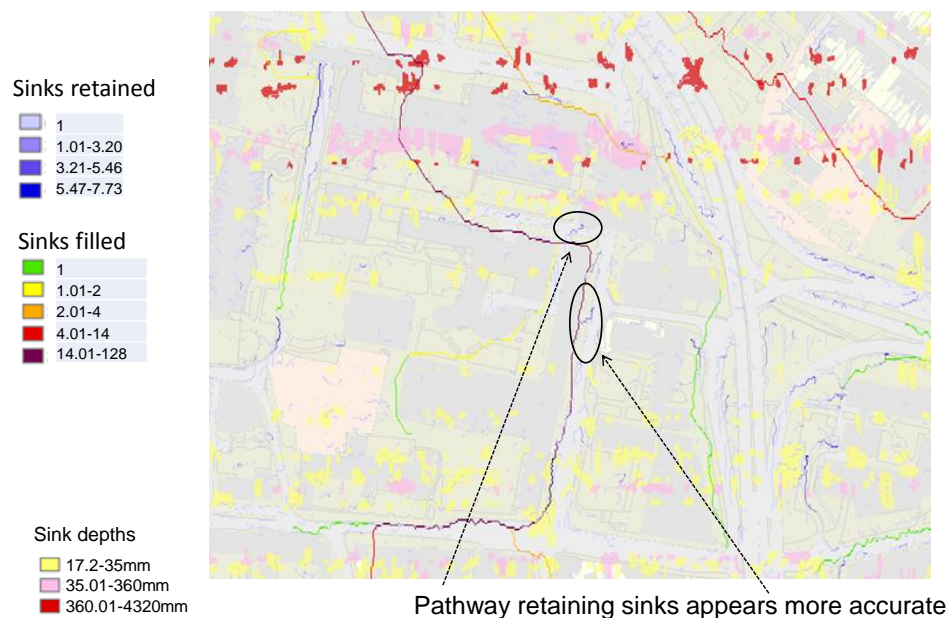 Sinks retained
1
1.01-3.20
3.21-5.46
5.47-7.73
Sinks filled
1
1.01-2
2.01-4
4.01-14
14.01-128
Sink depths
17.2-35mm
35.01-360mm
360.01-4320mm
Pathway retaining sinks appears more accurate